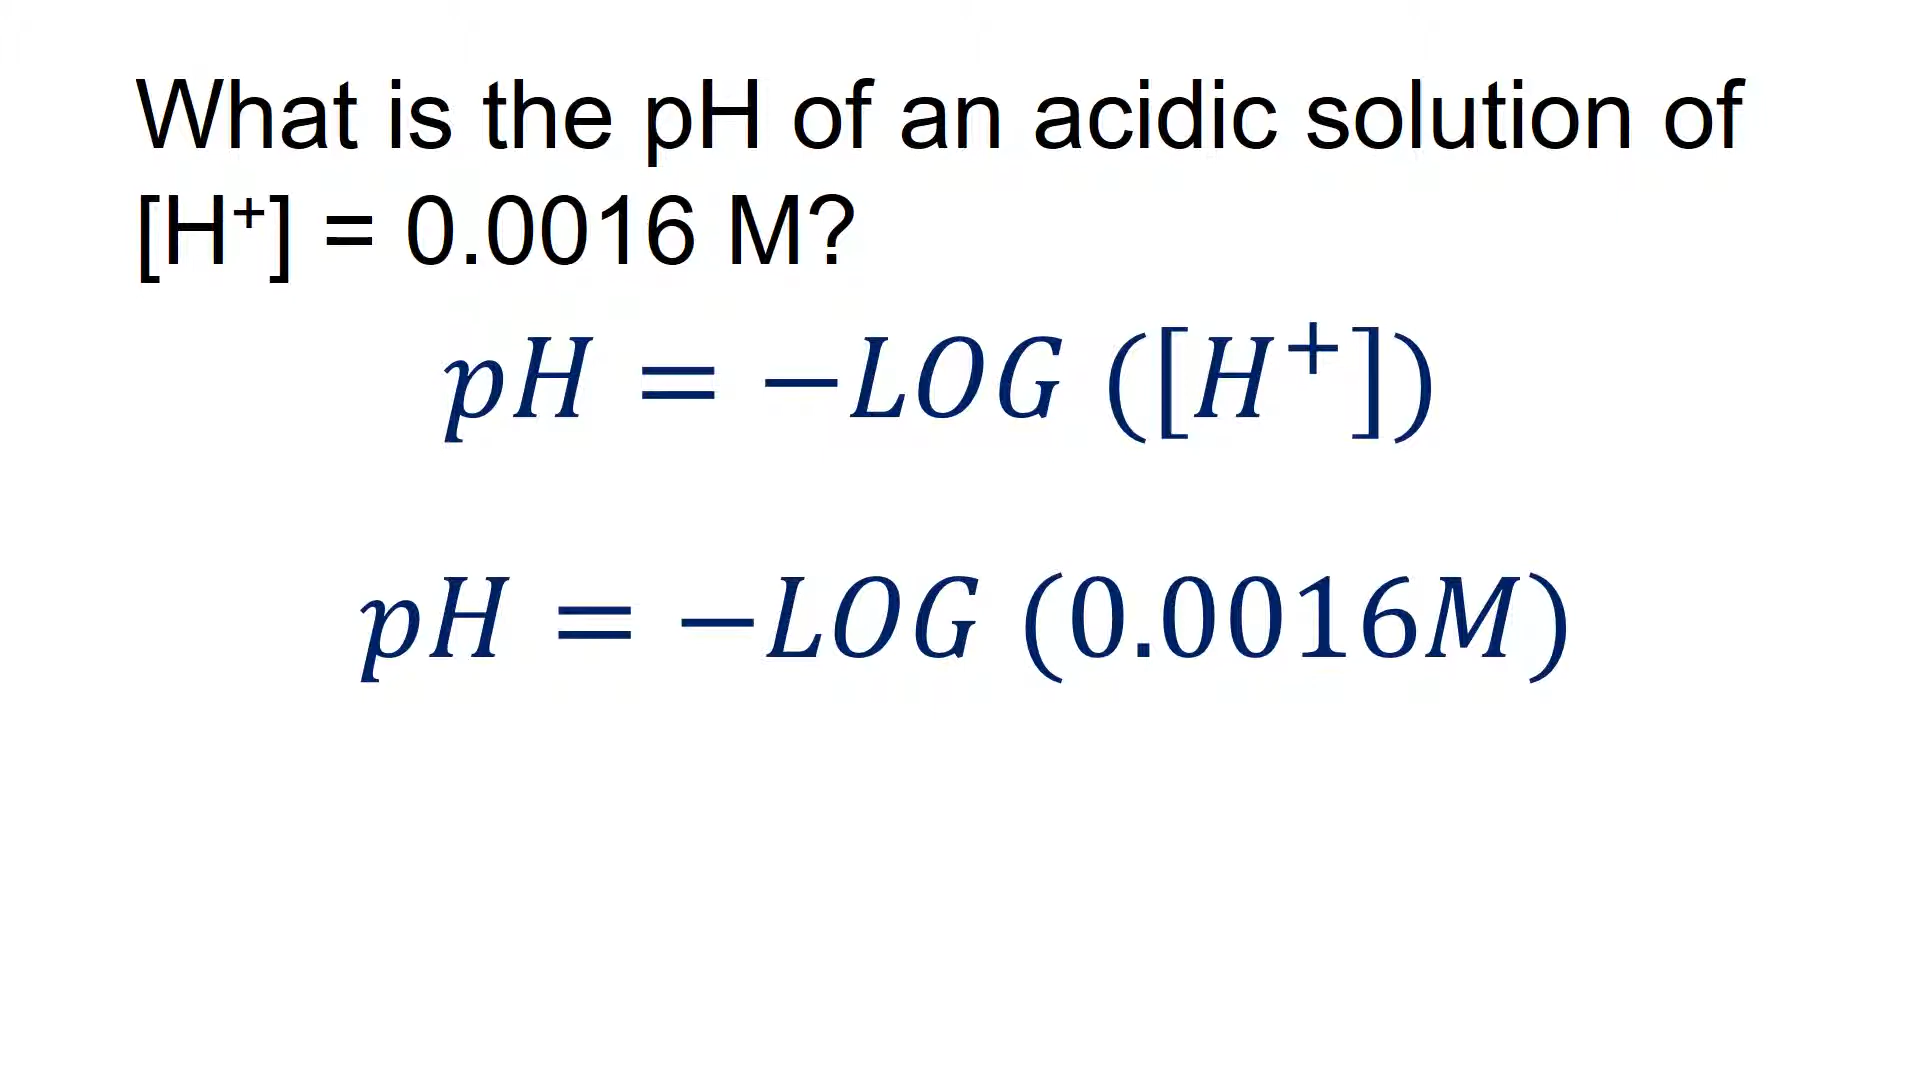 What is the pH of an acidic solution of
[H⁺] = 0.0016 M?
pH = −LOG ([H⁺])
pH = −LOG (0.0016M)